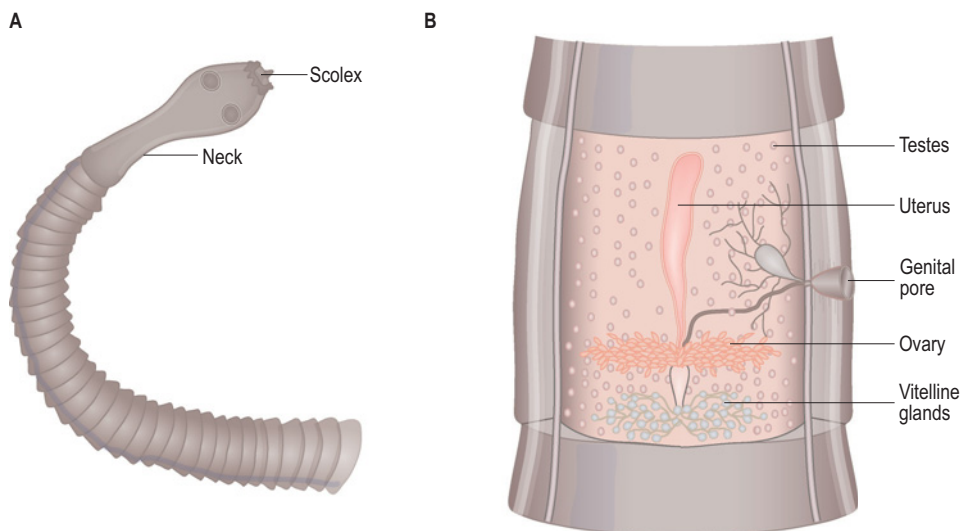 A
Scolex
Neck
B
Testes
Uterus
Genital
pore
Ovary
Vitelline
glands